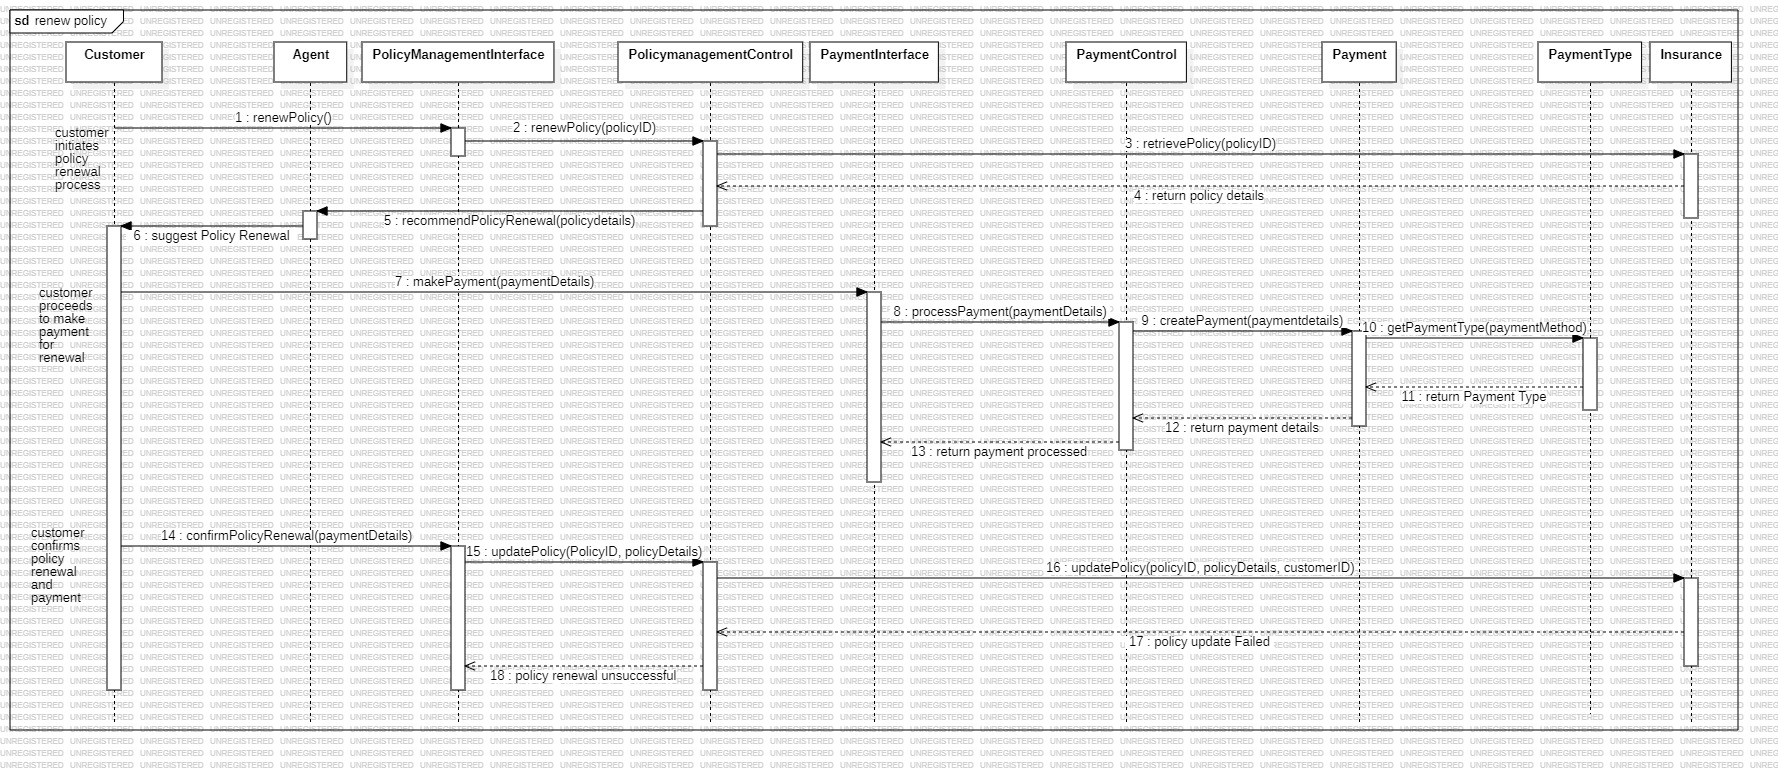 sd renew policy
Customer
Agent
PolicyManagementInterface
PolicymanagementControl
PaymentInterface
PaymentControl
Payment
PaymentType
Insurance
1 : renewPolicy()
2 : renewPolicy(policyID)
3 : retrievePolicy(policyID)
customer
initiates
policy
renewal
process
4 : return policy details
5 : recommendPolicyRenewal(policydetails)
6 : suggest Policy Renewal
7 : makePayment(paymentDetails)
customer
proceeds
to make
payment
for
renewal
8 : processPayment(paymentDetails)
9 : createPayment(paymentdetails)
10 : getPaymentType(paymentMethod)
11 : return Payment Type
12 : return payment details
13 : return payment processed
customer
confirms
policy
renewal
and
payment
14 : confirmPolicyRenewal(paymentDetails)
15 : updatePolicy(PolicyID, policyDetails)
16 : updatePolicy(policyID, policyDetails, customerID)
17 : policy update Failed
18 : policy renewal unsuccessful
UNREGISTERED